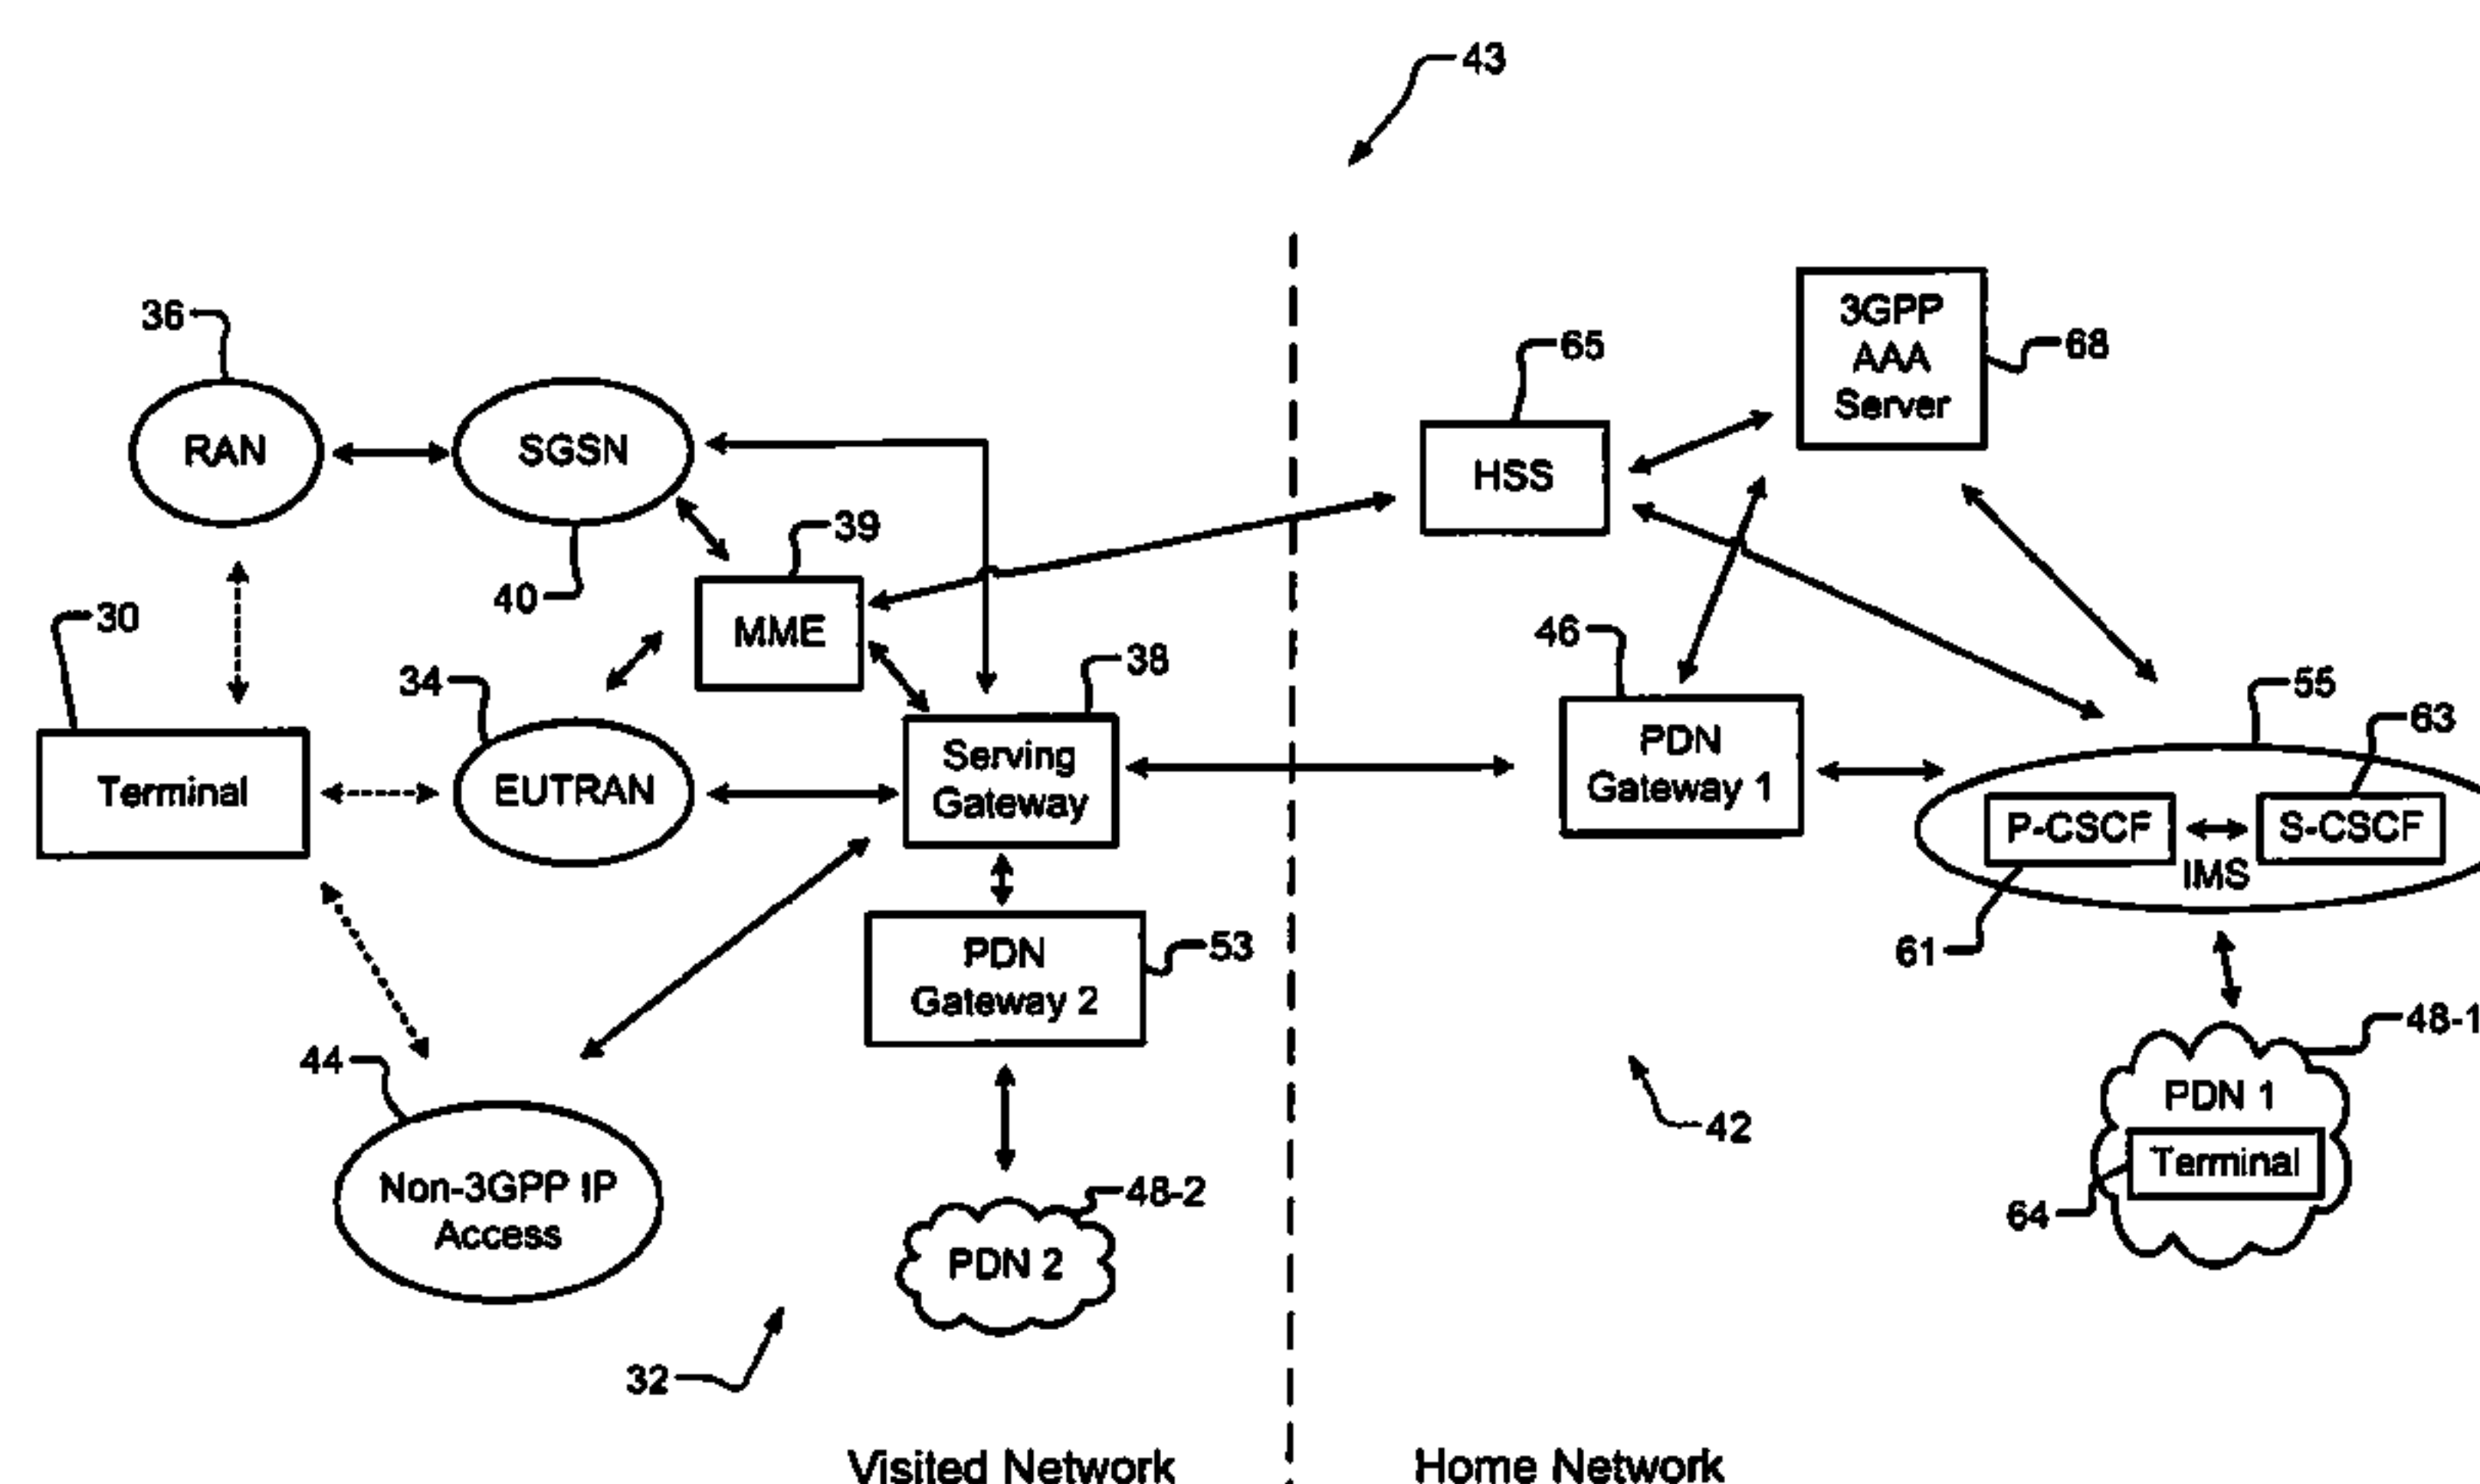 43
36
RAN
SGSN
40
39
MME
30
Terminal
34
EUTRAN
38
Serving
Gateway
53
PDN
Gateway 2
44
Non-3GPP IP
Access
48-2
PDN 2
32
Visited Network
65
HSS
3GPP
AAA
Server
68
46
PDN
Gateway 1
55
63
P-CSCF
S-CSCF
IMS
61
48-1
PDN 1
Terminal
64
42
Home Network